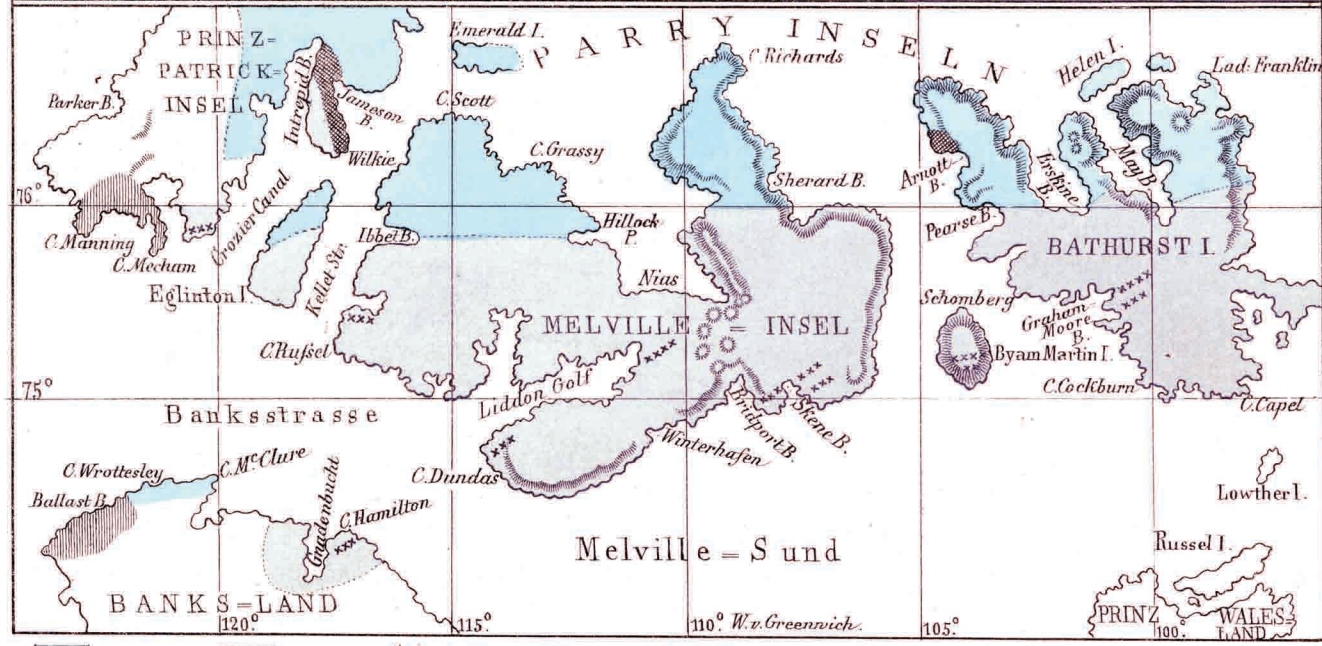 PARRY INSELN
PRINZ=
PATRICK=
INSEL
Parker B.
Intrepid B.
Jameson
B.
Wilkie
Emerald I.
C. Scott
C. Grassy
C. Richards
Sherard B.
Helen I.
Lad: Franklin
Arnott
B.
Erskine
B.
May B.
76°
C. Manning
C. Mecham
Crozier Canal
Eglinton I.
Kellet Str.
Ibbet B.
Hillock
P.
Nias
Pearse B.
BATHURST I.
Schomberg
Graham
Moore
B.
Byam Martin I.
C. Cockburn
C. Capel
MELVILLE = INSEL
C. Russel
Liddon Golf
75°
Banksstrasse
Bridport B.
Skene B.
Winterhafen
C. Dundas
C. Wrottesley
C. Mc Clure
Ballast B.
Gnadenbucht
C. Hamilton
Lowther I.
Russel I.
Melville = Sund
BANKS=LAND
PRINZ
WALES=
LAND
120°
115°
110° W. v. Greenwich.
105°
100°